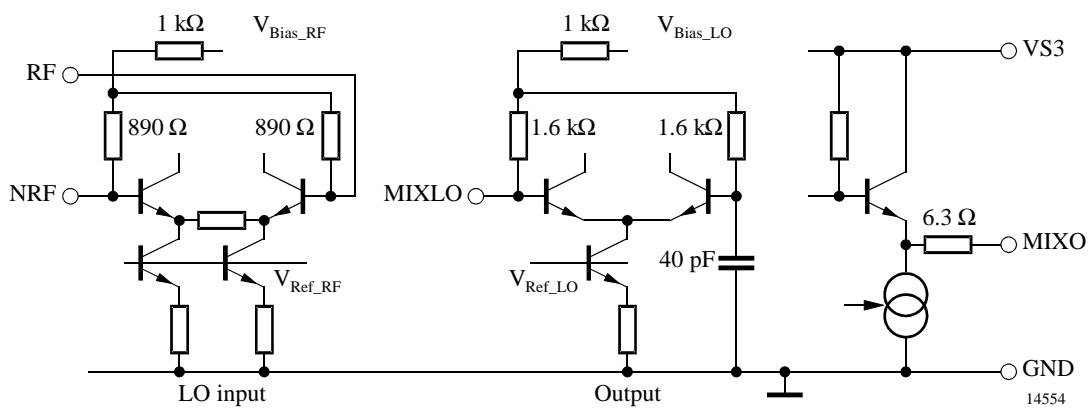 1 kΩ
V_Bias_RF
1 kΩ
V_Bias_LO
VS3
RF
890 Ω
890 Ω
1.6 kΩ
1.6 kΩ
NRF
MIXLO
6.3 Ω
MIXO
V_Ref_RF
V_Ref_LO
40 pF
GND
LO input
Output
14554